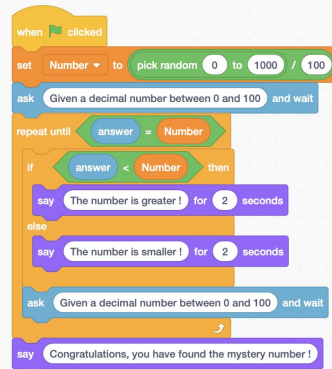 when clicked
set Number to pick random 0 to 1000 / 100
ask Given a decimal number between 0 and 100 and wait
repeat until answer = Number
if answer < Number then
say The number is greater ! for 2 seconds
else
say The number is smaller ! for 2 seconds
ask Given a decimal number between 0 and 100 and wait
say Congratulations, you have found the mystery number !